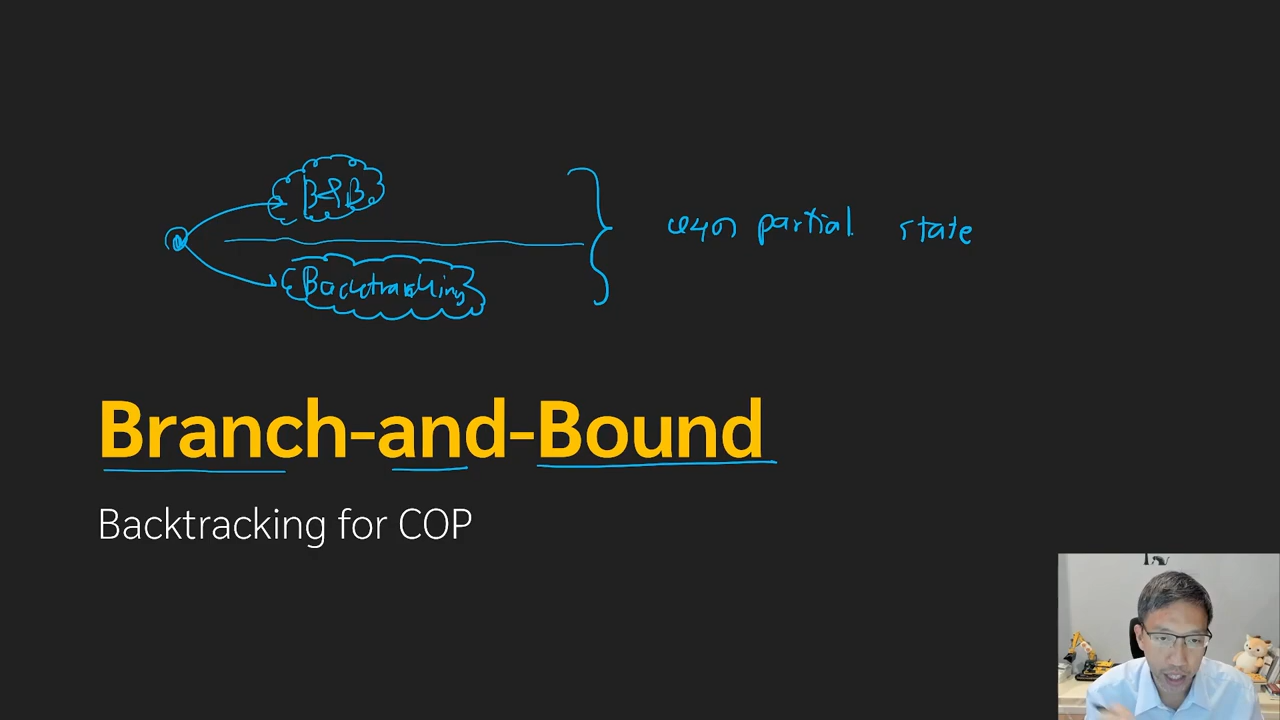 B&B
partial state
Backtracking
Branch-and-Bound
Backtracking for COP